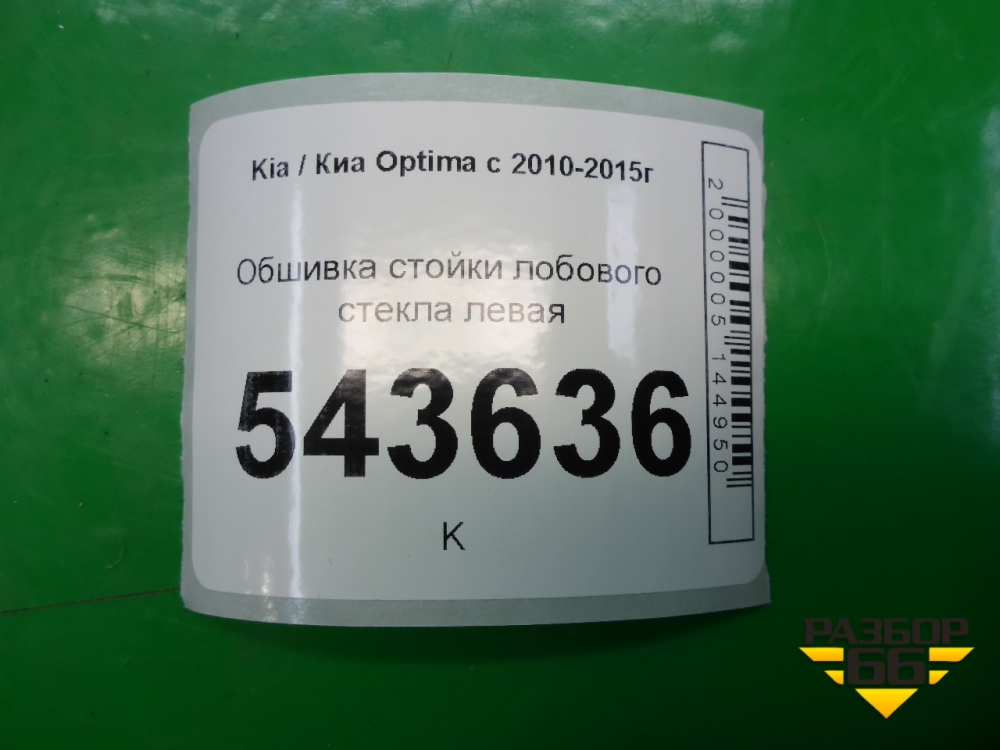 Kia / Киа Optima с 2010-2015г
Обшивка стойки лобового
стекла левая
543636
К
2000005144950
РАЗБОР
66